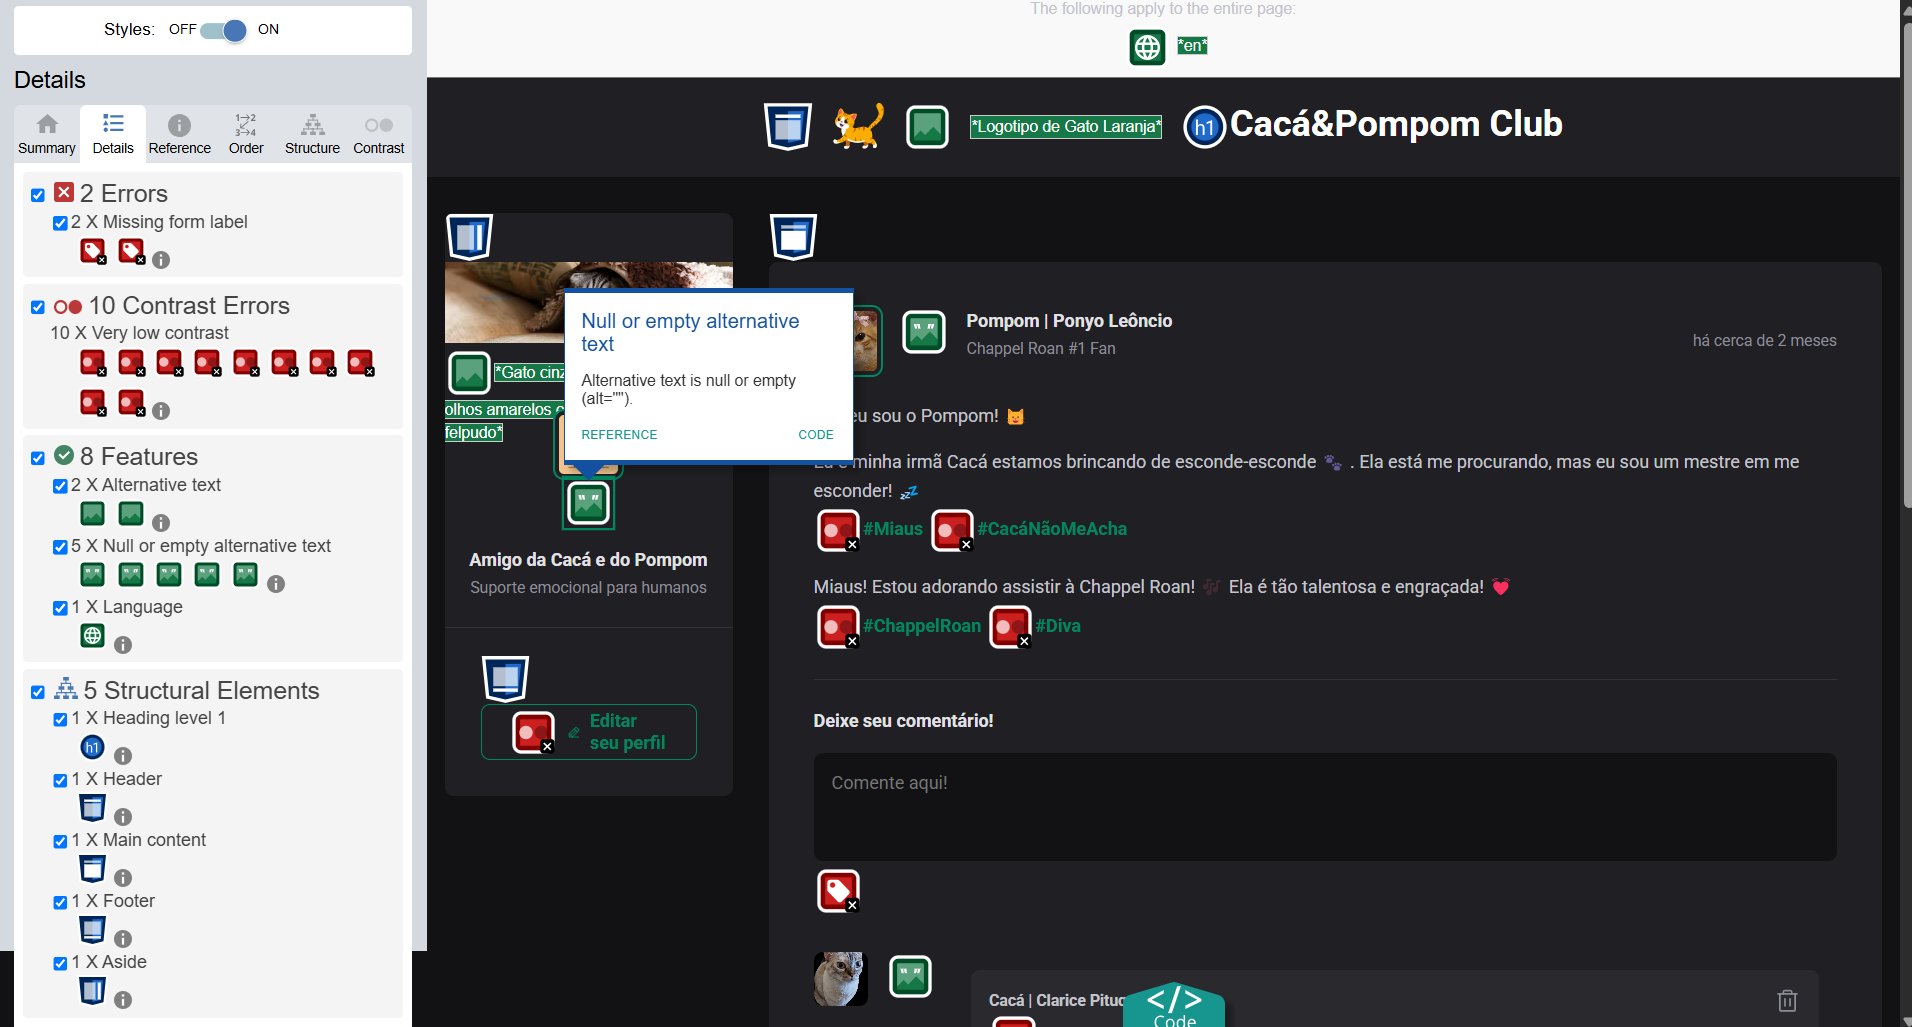 Styles: OFF ON
Details
Summary Details Reference Order Structure Contrast
2 Errors
2 X Missing form label
10 Contrast Errors
10 X Very low contrast
8 Features
2 X Alternative text
5 X Null or empty alternative text
1 X Language
5 Structural Elements
1 X Heading level 1
h1
1 X Header
1 X Main content
1 X Footer
1 X Aside
The following apply to the entire page:
*en*
*Logotipo de Gato Laranja*
h1 Cacá&Pompom Club
*Gato cinz
olhos amarelos
felpudo*
Null or empty alternative
text
Alternative text is null or empty
(alt="").
REFERENCE CODE
Amigo da Cacá e do Pompom
Suporte emocional para humanos
Editar
seu perfil
Pompom | Ponyo Leôncio
Chappel Roan #1 Fan
há cerca de 2 meses
eu sou o Pompom!
minha irmã Cacá estamos brincando de esconde-esconde . Ela está me procurando, mas eu sou um mestre em me
esconder!
#Miaus #CacáNãoMeAcha
Miaus! Estou adorando assistir à Chappel Roan! Ela é tão talentosa e engraçada!
#ChappelRoan #Diva
Deixe seu comentário!
Comente aqui!
Cacá | Clarice Pituc
</>
Code